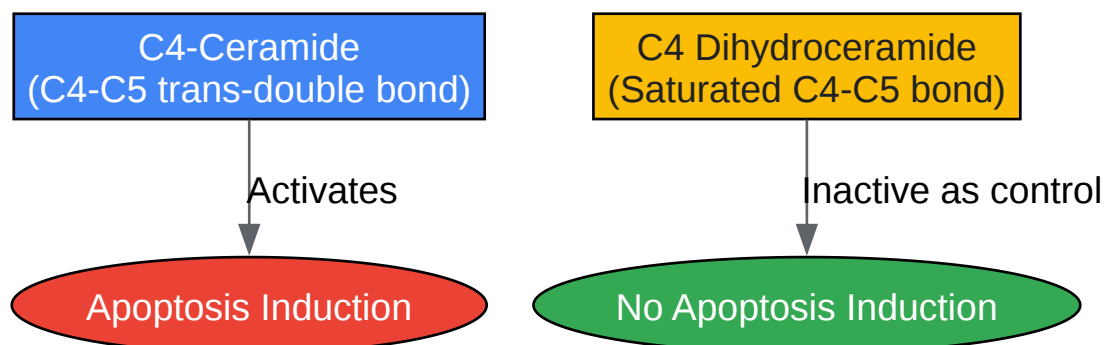 C4-Ceramide
(C4-C5 trans-double bond)
C4 Dihydroceramide
(Saturated C4-C5 bond)
Activates
Inactive as control
Apoptosis Induction
No Apoptosis Induction